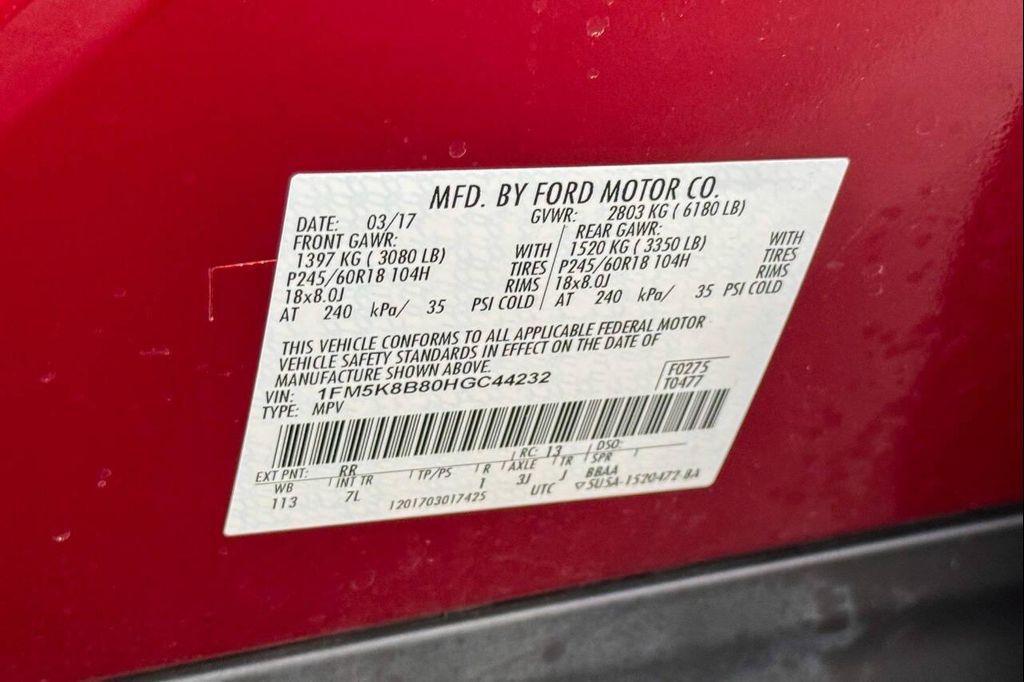 MFD. BY FORD MOTOR CO.
DATE: 03/17 GVWR: 2803 KG ( 6180 LB)
FRONT GAWR: REAR GAWR:
1397 KG ( 3080 LB) WITH 1520 KG ( 3350 LB) WITH
P245/60R18 104H TIRES P245/60R18 104H TIRES
18x8.0J RIMS 18x8.0J RIMS
AT 240 kPa/ 35 PSI COLD AT 240 kPa/ 35 PSI COLD
THIS VEHICLE CONFORMS TO ALL APPLICABLE FEDERAL MOTOR
VEHICLE SAFETY STANDARDS IN EFFECT ON THE DATE OF
MANUFACTURE SHOWN ABOVE.
VIN: 1FM5K8B80HGC44232 F0275
TYPE: MPV T0477
EXT PNT: RR RC: 13 DSO:
WB INT TR TP/PS R AXLE TR SPR
113 7L 1 3J J BBAA
1201703017425 UTC ▽5USA-1520472-BA